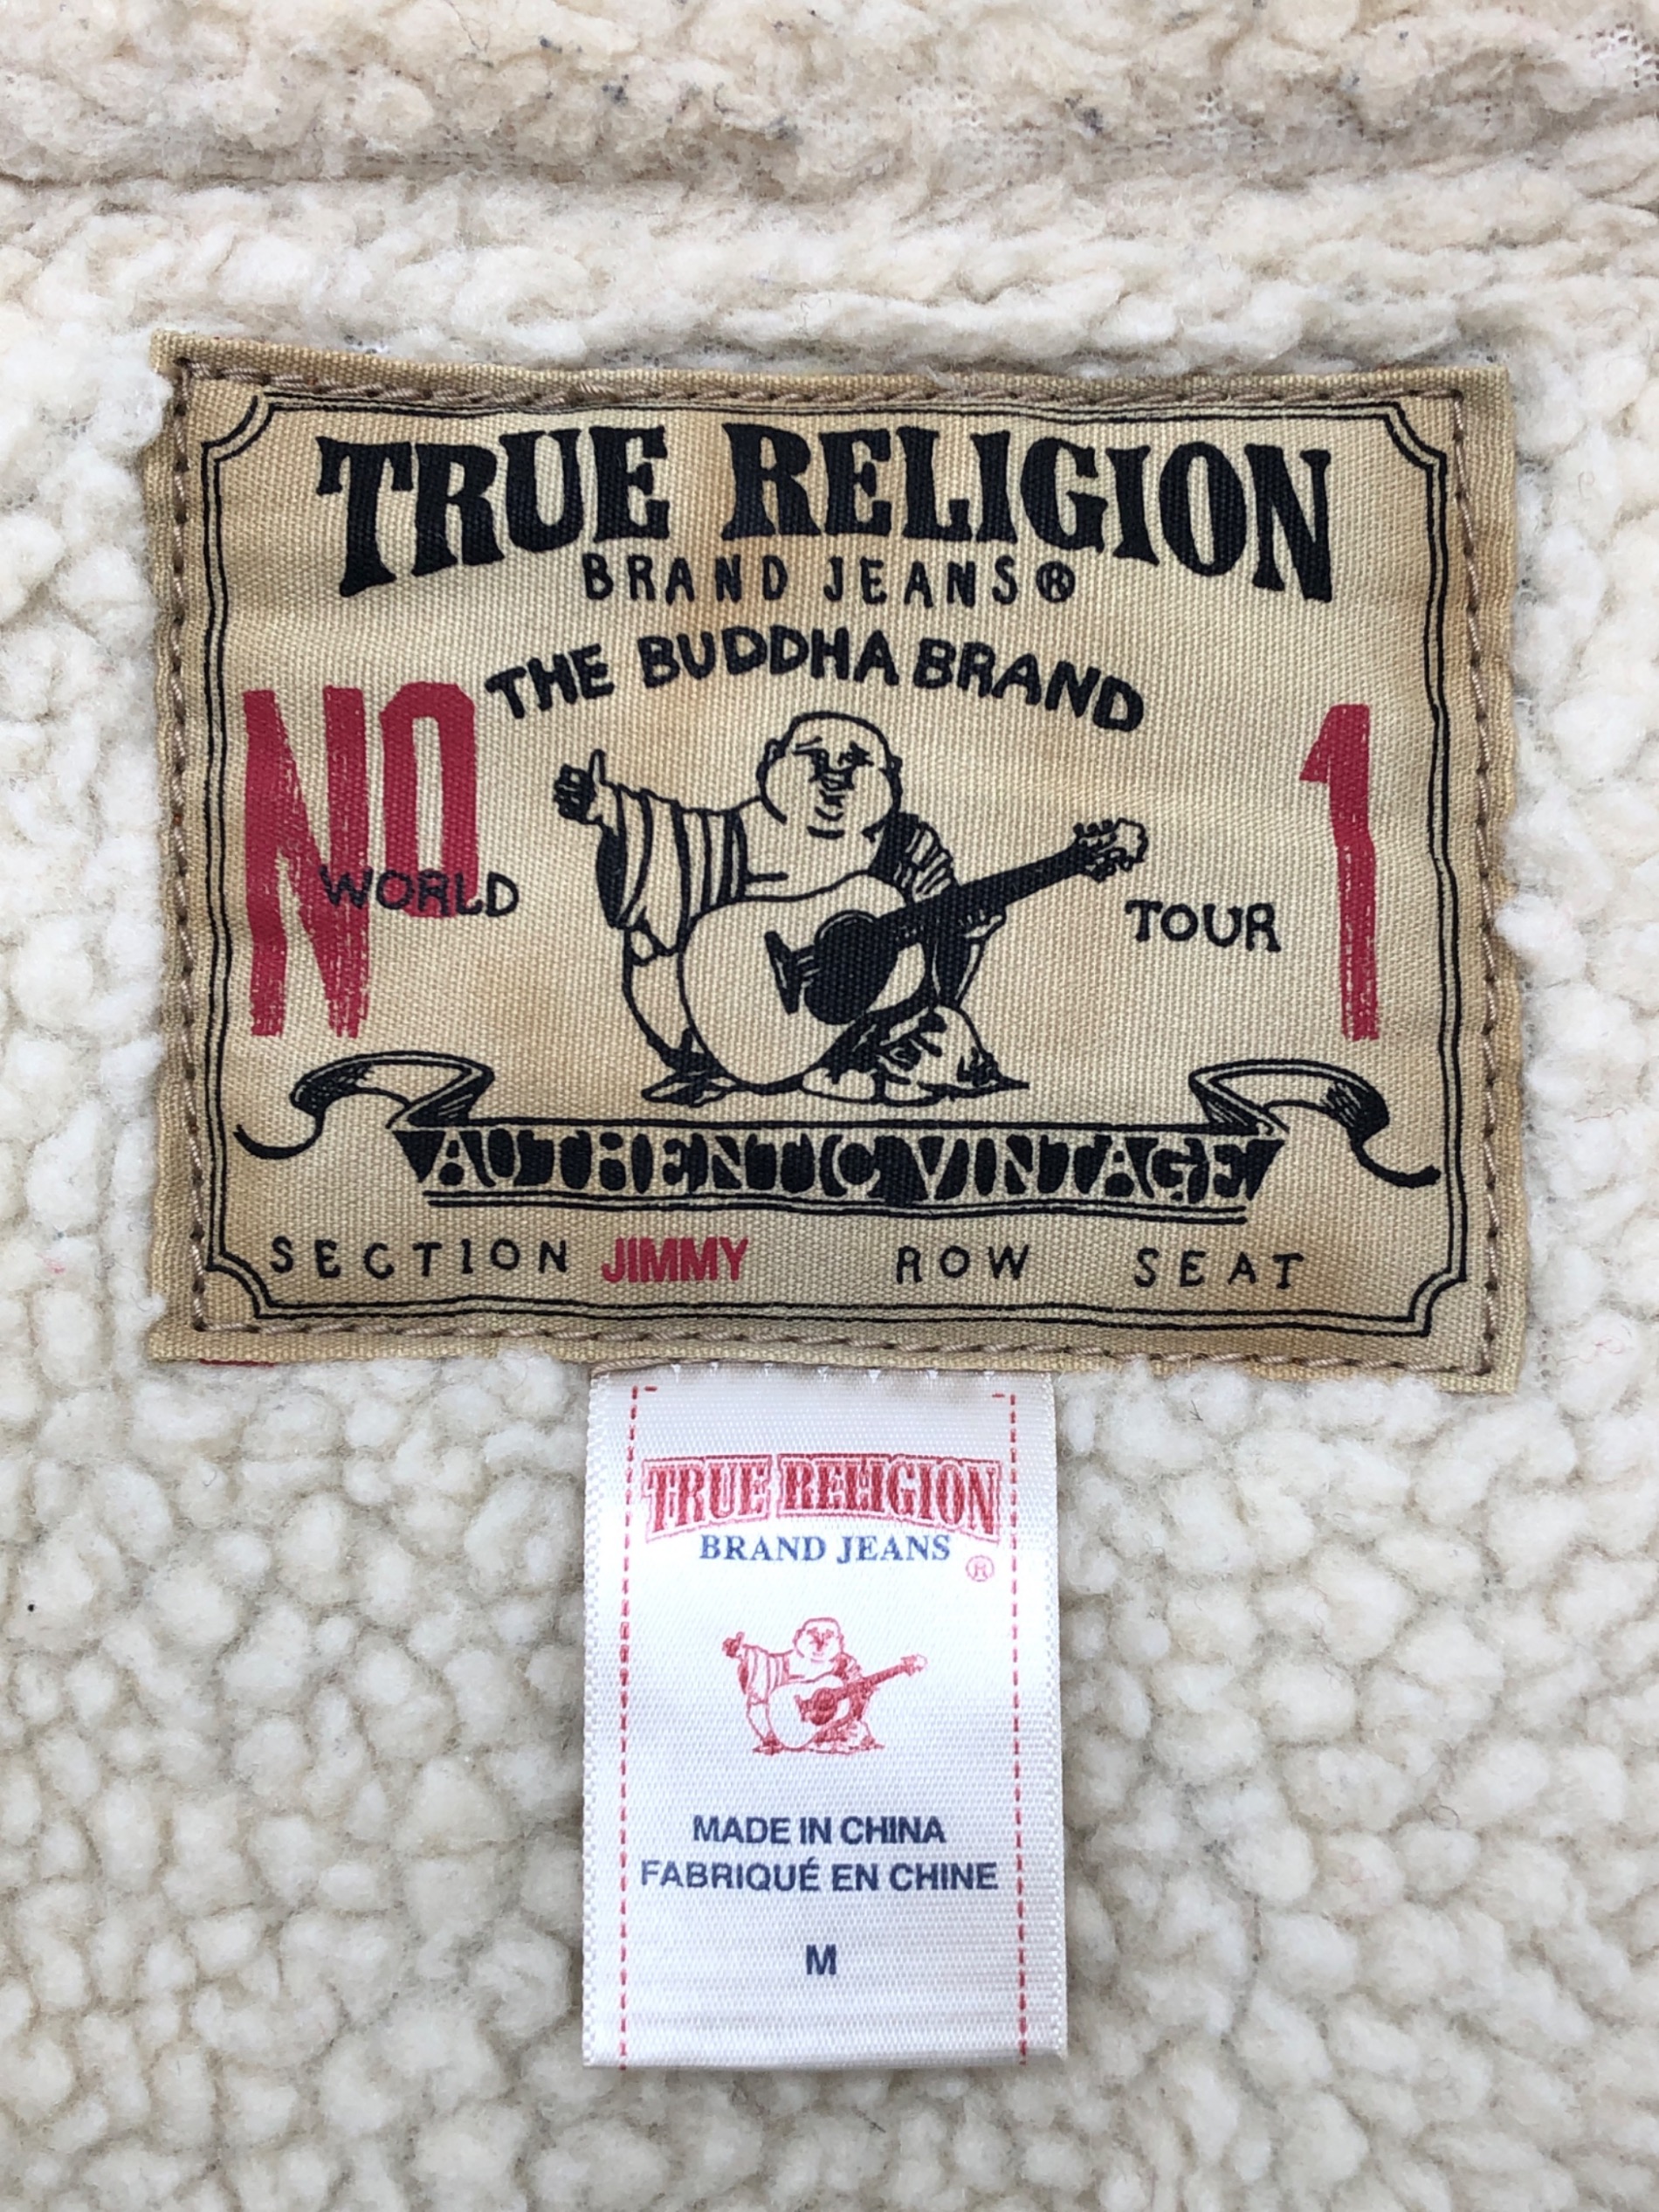 TRUE RELIGION
BRAND JEANS®
THE BUDDHA BRAND
NO 1
WORLD TOUR
AUTHENTIC VINTAGE
SECTION JIMMY ROW SEAT
TRUE RELIGION
BRAND JEANS
®
MADE IN CHINA
FABRIQUÉ EN CHINE
M